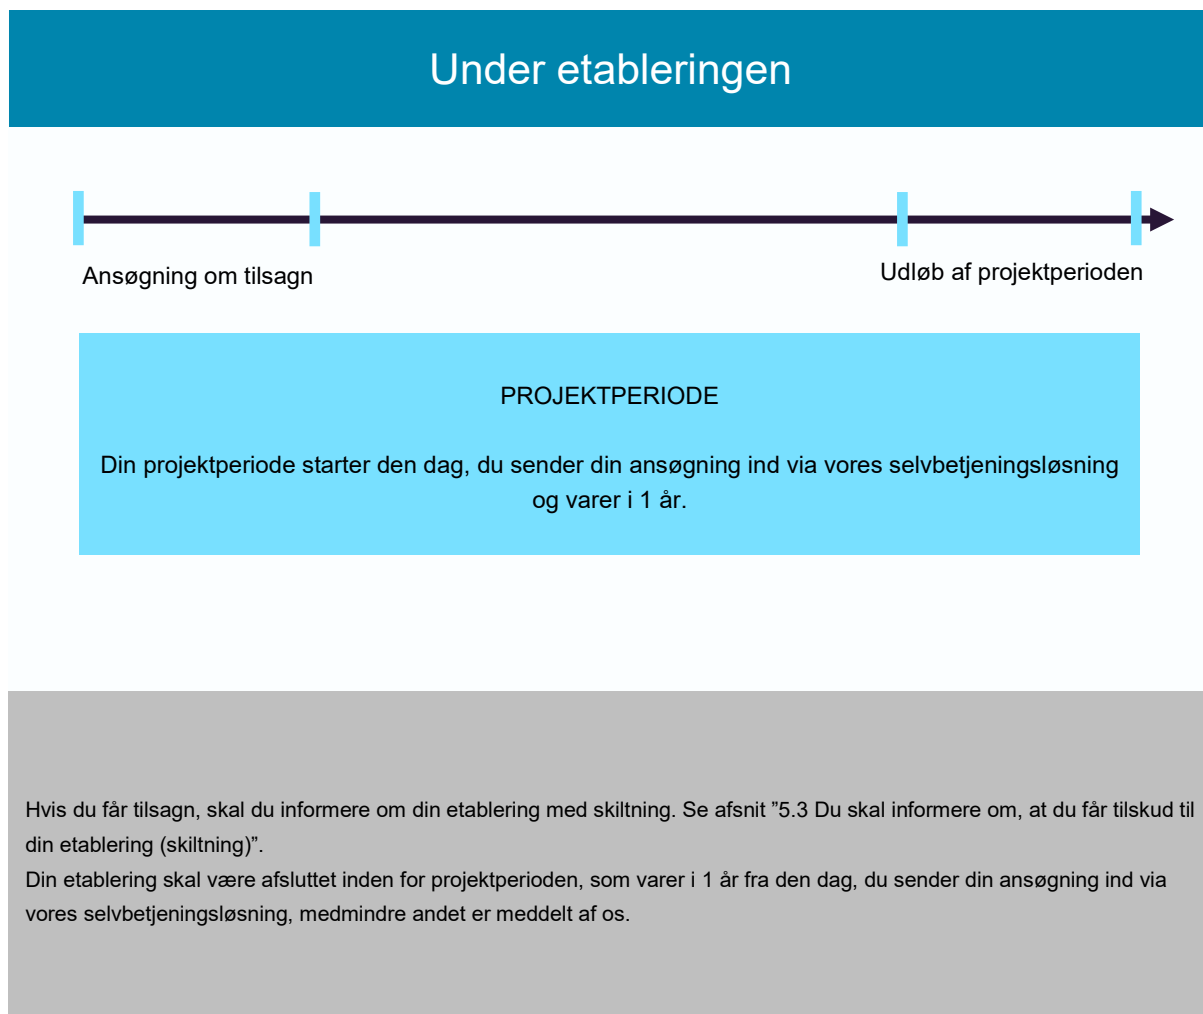 Under etableringen
Ansøgning om tilsagn
Udløb af projektperioden
PROJEKTPERIODE
Din projektperiode starter den dag, du sender din ansøgning ind via vores selvbetjeningsløsning
og varer i 1 år.
Hvis du får tilsagn, skal du informere om din etablering med skiltning. Se afsnit ”5.3 Du skal informere om, at du får tilskud til
din etablering (skiltning)”.
Din etablering skal være afsluttet inden for projektperioden, som varer i 1 år fra den dag, du sender din ansøgning ind via
vores selvbetjeningsløsning, medmindre andet er meddelt af os.